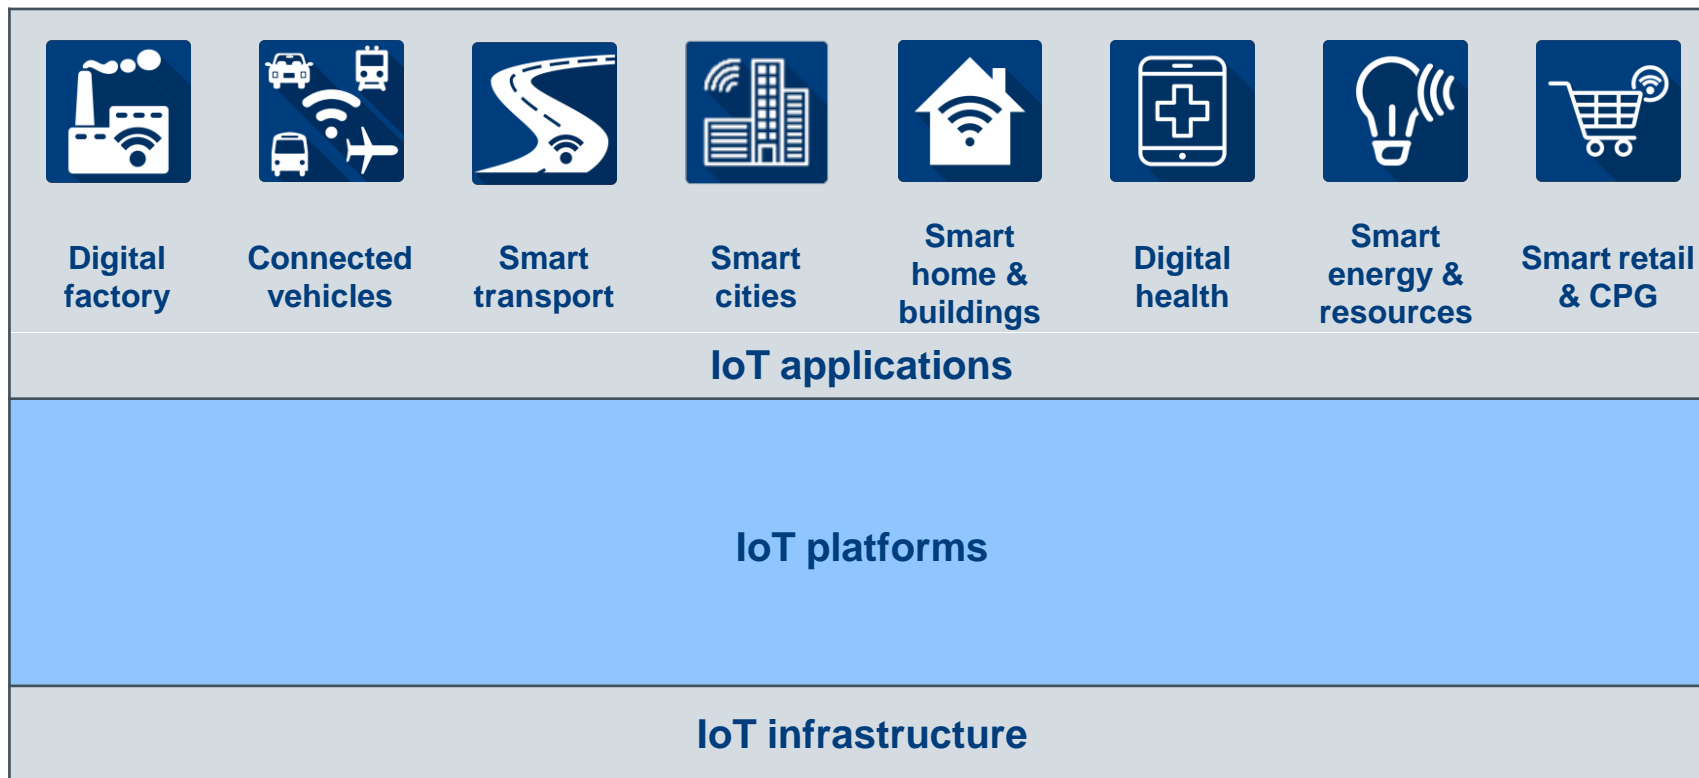 Digital
factory
Connected
vehicles
Smart
transport
Smart
cities
Smart
home &
buildings
Digital
health
Smart
energy &
resources
Smart retail
& CPG
IoT applications
IoT platforms
IoT infrastructure